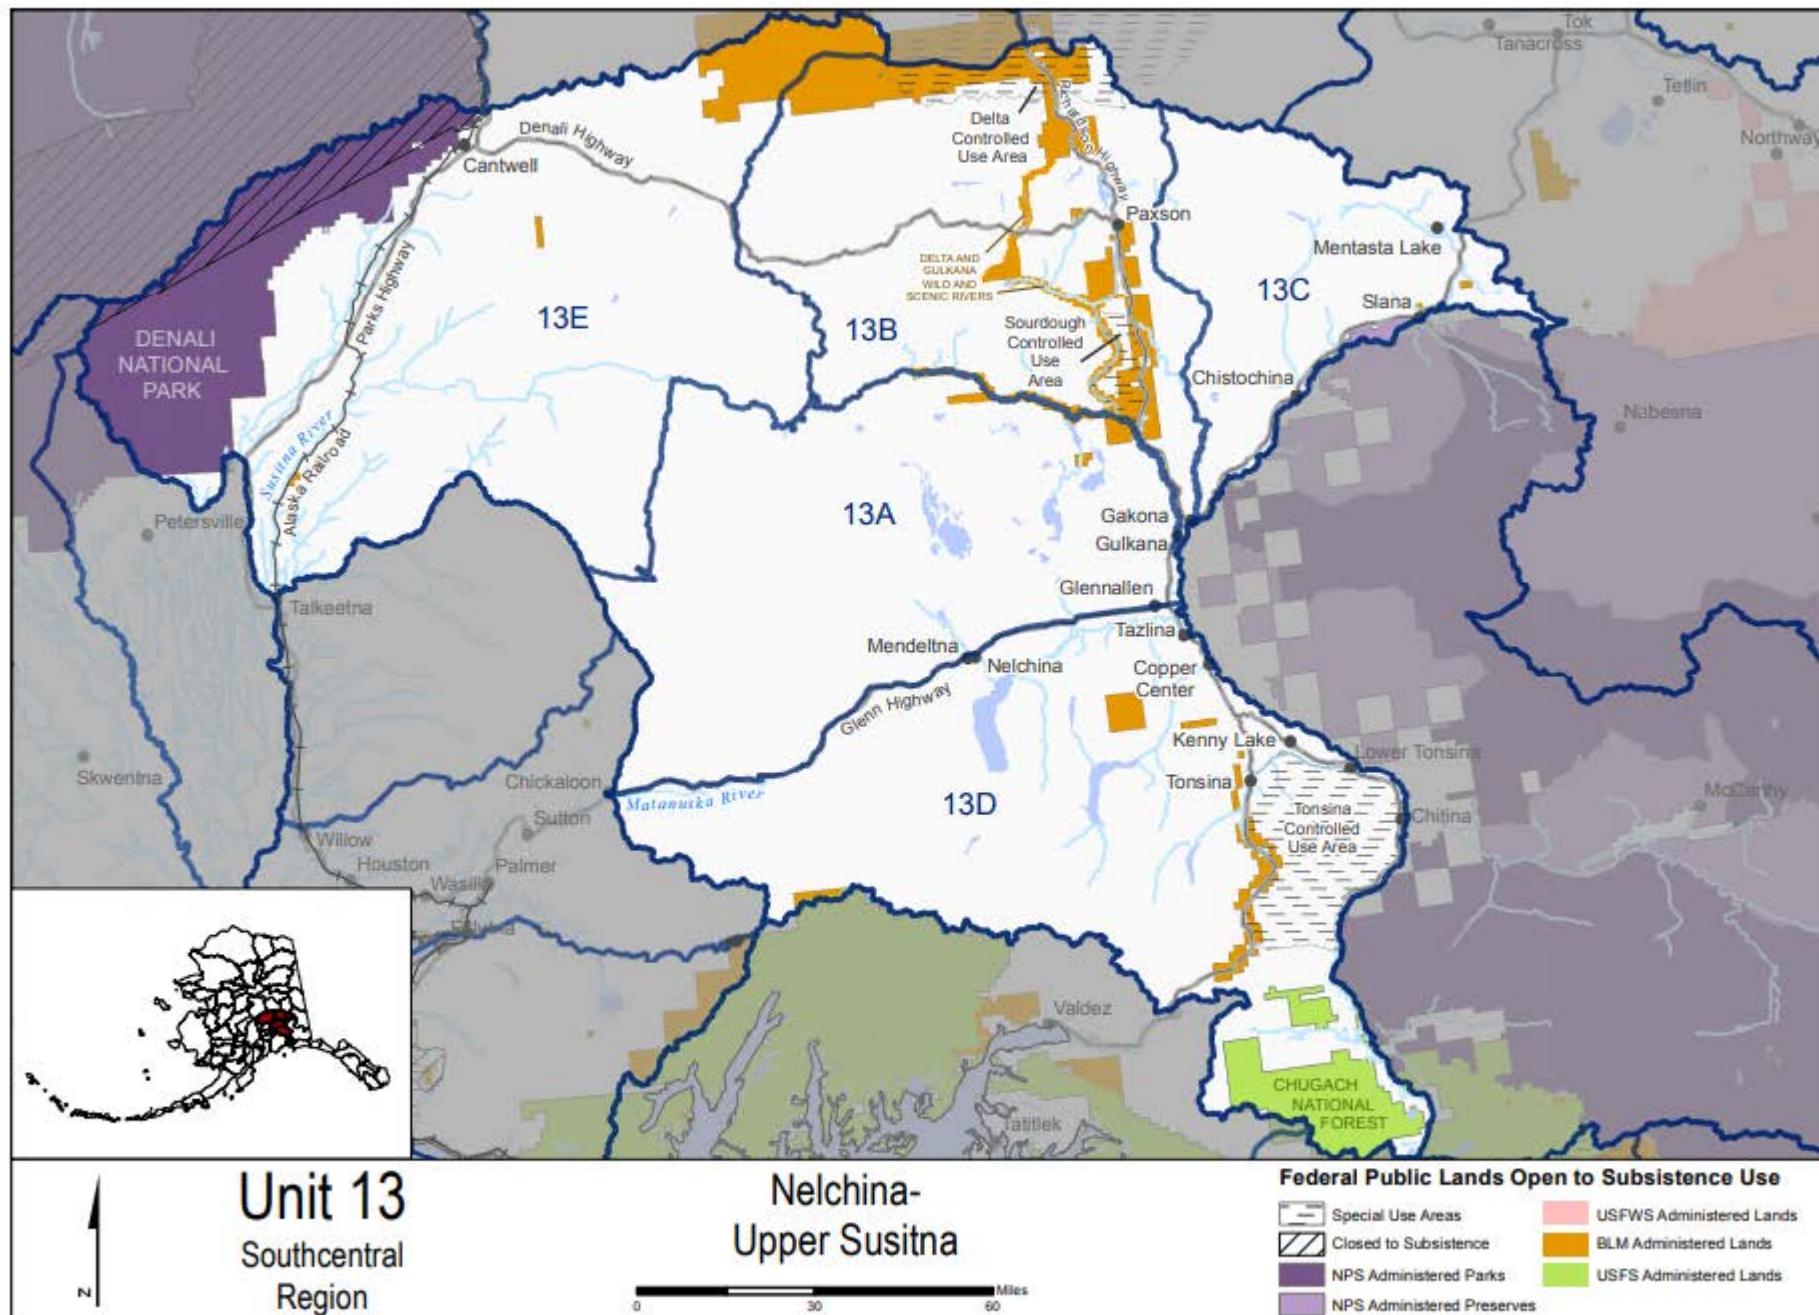 Tok
Tanacross
Tetlin
Northway
Richardson Highway
Delta
Controlled
Use Area
Denali Highway
Cantwell
Paxson
Mentasta Lake
Parks Highway
DELTA AND
GULKANA
WILD AND
SCENIC RIVERS
13E
13B
13C
Slana
Sourdough
Controlled
Use
Area
DENALI
NATIONAL
PARK
Chistochina
Nabesna
Susitna River
Alaska Railroad
13A
Petersville
Gakona
Gulkana
Glennallen
Talkeetna
Tazlina
Mendeltna
Nelchina
Copper
Center
Glenn Highway
Kenny Lake
Lower Tonsina
Skwentna
Chickaloon
Matanuska River
Tonsina
McCarthy
13D
Tonsina
Controlled
Use Area
Chitina
Sutton
Willow
Houston
Palmer
Wasilla
Valdez
CHUGACH
NATIONAL
FOREST
Tatitlek
N
Unit 13
Southcentral
Region
Nelchina-
Upper Susitna
0 30 60 Miles
Federal Public Lands Open to Subsistence Use
Special Use Areas
Closed to Subsistence
NPS Administered Parks
NPS Administered Preserves
USFWS Administered Lands
BLM Administered Lands
USFS Administered Lands